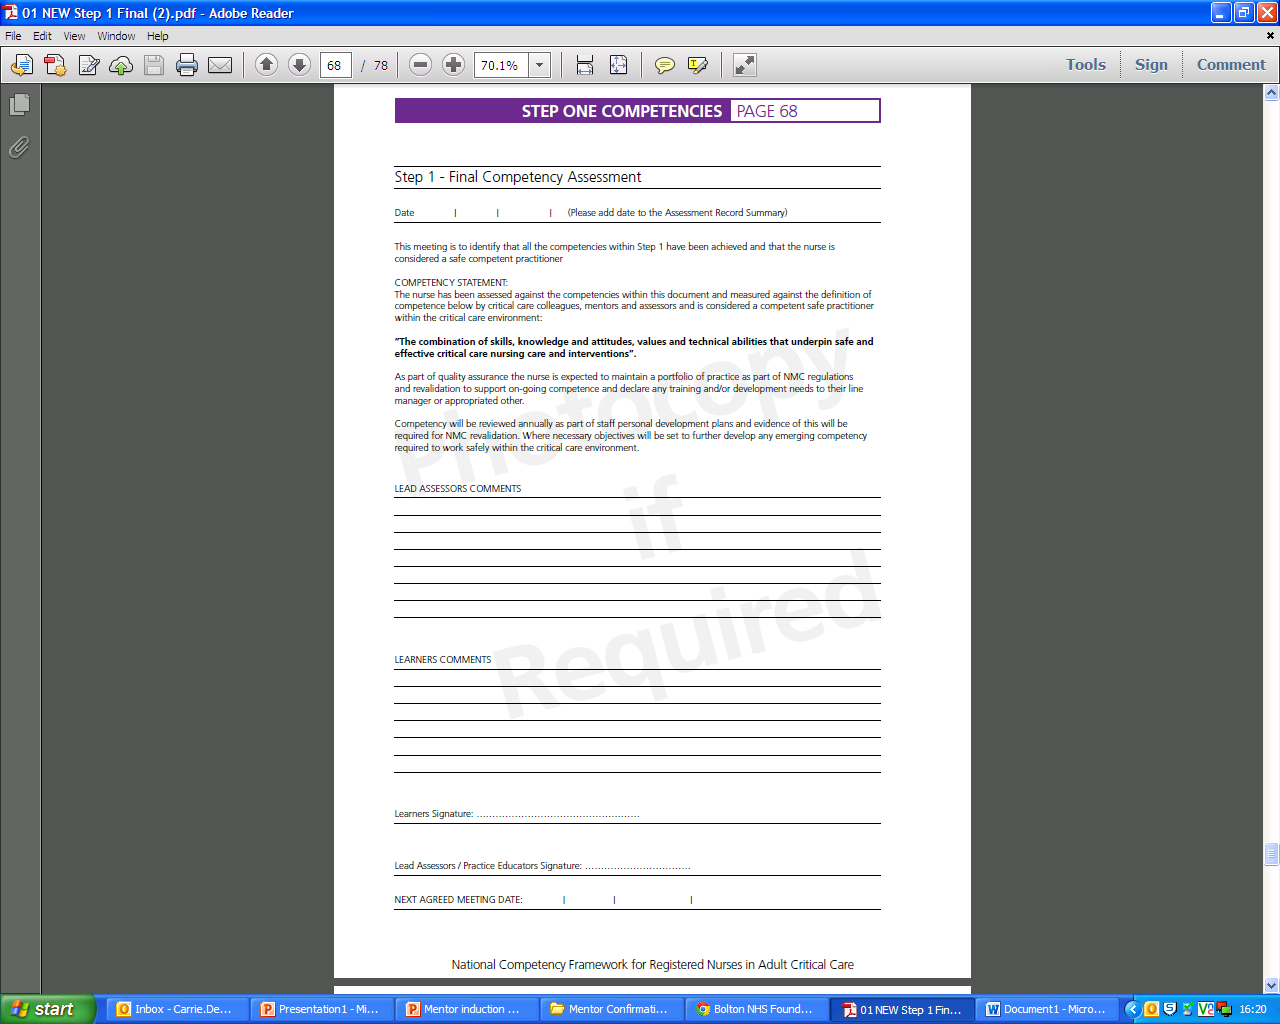 01 NEW Step 1 Final (2).pdf - Adobe Reader
File Edit View Window Help
68 / 78 70.1% Tools Sign Comment
STEP ONE COMPETENCIES PAGE 68
Step 1 - Final Competency Assessment
Date | | | (Please add date to the Assessment Record Summary)
This meeting is to identify that all the competencies within Step 1 have been achieved and that the nurse is
considered a safe competent practitioner
COMPETENCY STATEMENT:
The nurse has been assessed against the competencies within this document and measured against the definition of
competence below by critical care colleagues, mentors and assessors and is considered a competent safe practitioner
within the critical care environment:
“The combination of skills, knowledge and attitudes, values and technical abilities that underpin safe and
effective critical care nursing care and interventions”.
As part of quality assurance the nurse is expected to maintain a portfolio of practice as part of NMC regulations
and revalidation to support on-going competence and declare any training and/or development needs to their line
manager or appropriated other.
Competency will be reviewed annually as part of staff personal development plans and evidence of this will be
required for NMC revalidation. Where necessary objectives will be set to further develop any emerging competency
required to work safely within the critical care environment.
Photocopy
if
Required
LEAD ASSESSORS COMMENTS
LEARNERS COMMENTS
Learners Signature: ....................................................
Lead Assessors / Practice Educators Signature: .................................
NEXT AGREED MEETING DATE: | | |
National Competency Framework for Registered Nurses in Adult Critical Care
start Inbox - Carrie.De... Presentation1 - Mi... Mentor induction ... Mentor Confirmati... Bolton NHS Found... 01 NEW Step 1 Fin... Document1 - Micro... 16:20